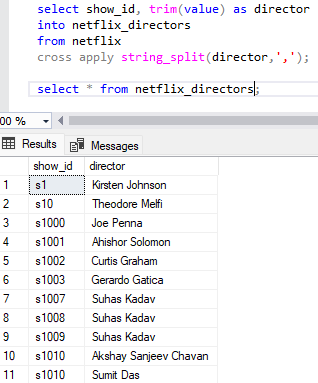 select show_id, trim(value) as director
into netflix_directors
from netflix
cross apply string_split(director,',');
select * from netflix_directors;
00 %
Results Messages
show_id director
1 s1 Kirsten Johnson
2 s10 Theodore Melfi
3 s1000 Joe Penna
4 s1001 Ahishor Solomon
5 s1002 Curtis Graham
6 s1003 Gerardo Gatica
7 s1007 Suhas Kadav
8 s1008 Suhas Kadav
9 s1009 Suhas Kadav
10 s1010 Akshay Sanjeev Chavan
11 s1010 Sumit Das